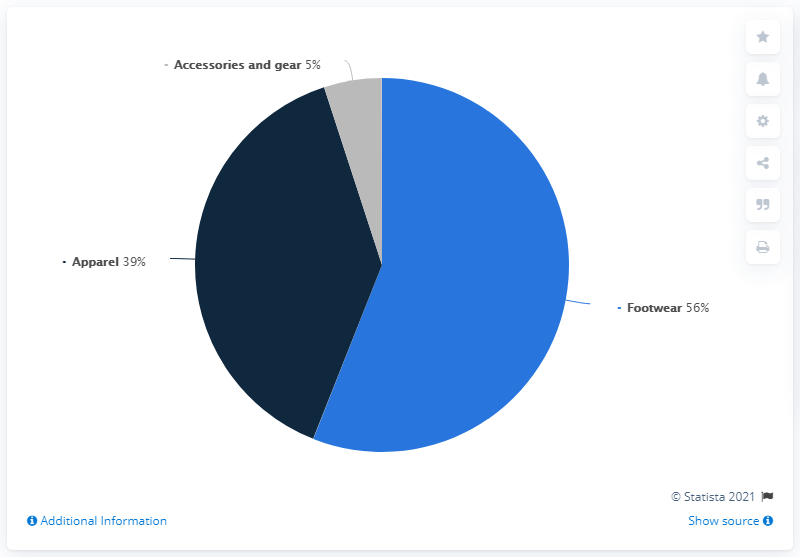 Accessories and gear 5%
Apparel 39%
Footwear 56%
© Statista 2021
Additional Information
Show source